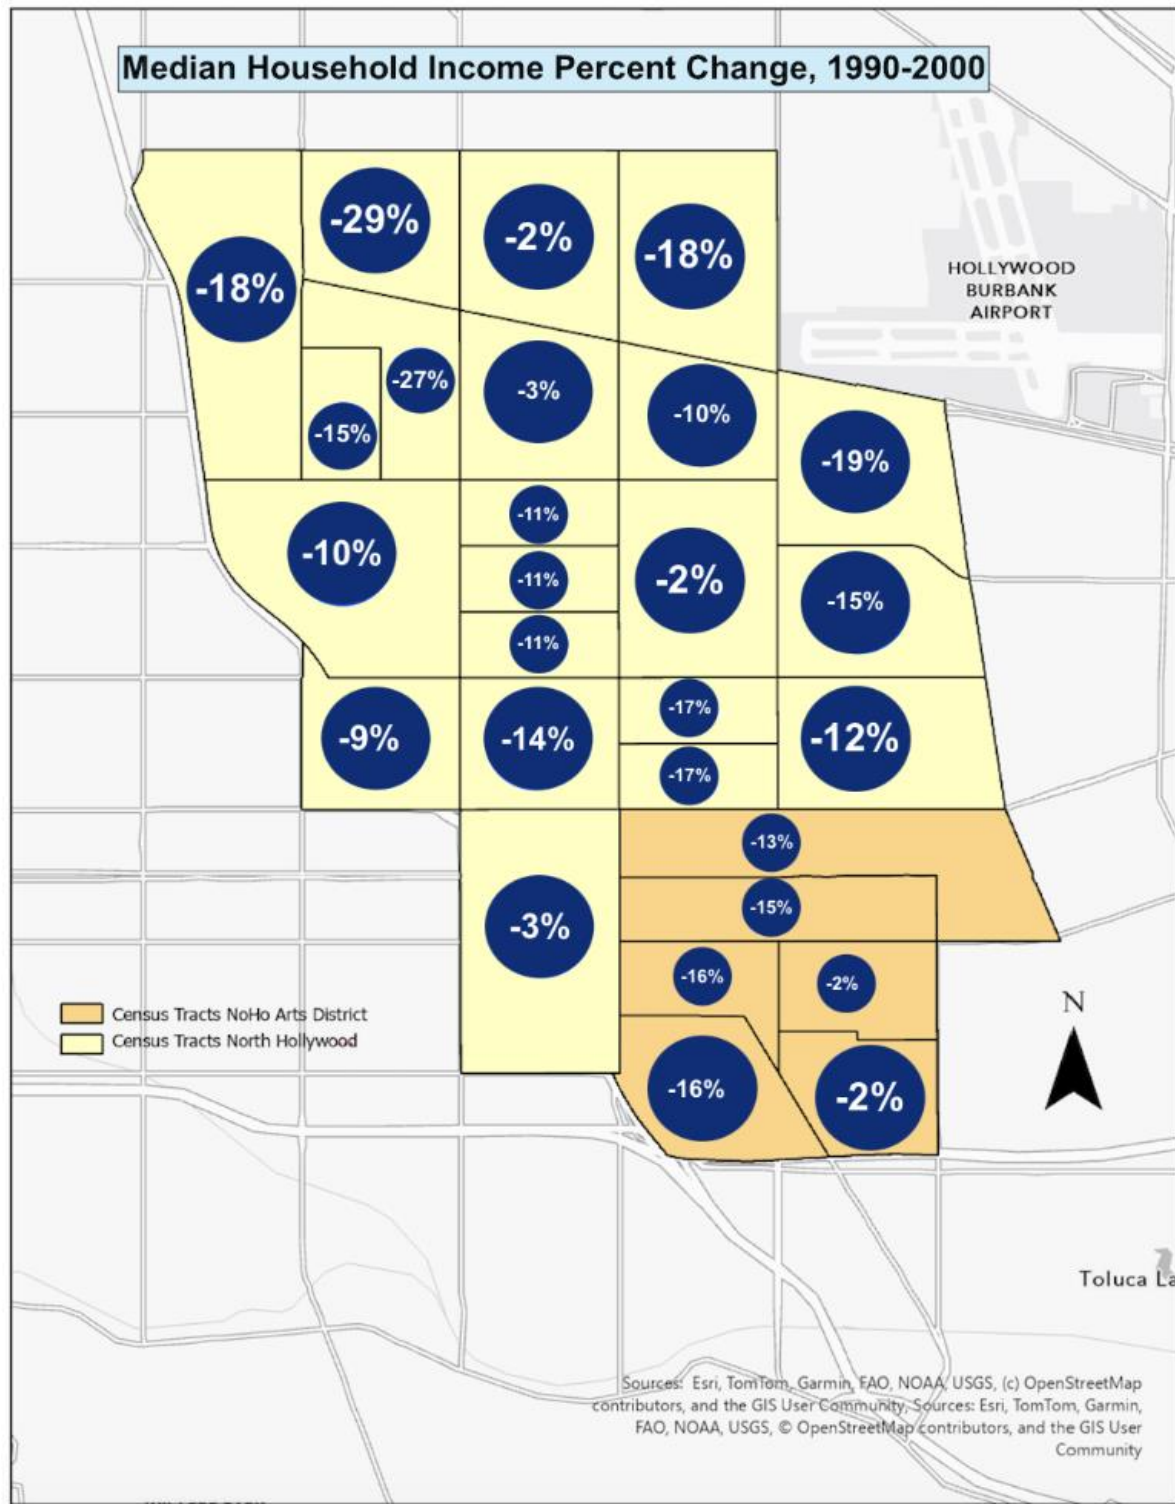 Median Household Income Percent Change, 1990-2000
-29%
-2%
-18%
-18%
HOLLYWOOD
BURBANK
AIRPORT
-27%
-3%
-10%
-15%
-19%
-11%
-10%
-11%
-2%
-15%
-11%
-17%
-9%
-14%
-12%
-17%
-13%
-15%
-3%
-16%
-2%
Census Tracts NoHo Arts District
Census Tracts North Hollywood
N
-16%
-2%
Toluca La
Sources: Esri, TomTom, Garmin, FAO, NOAA, USGS, (c) OpenStreetMap
contributors, and the GIS User Community, Sources: Esri, TomTom, Garmin,
FAO, NOAA, USGS, © OpenStreetMap contributors, and the GIS User
Community